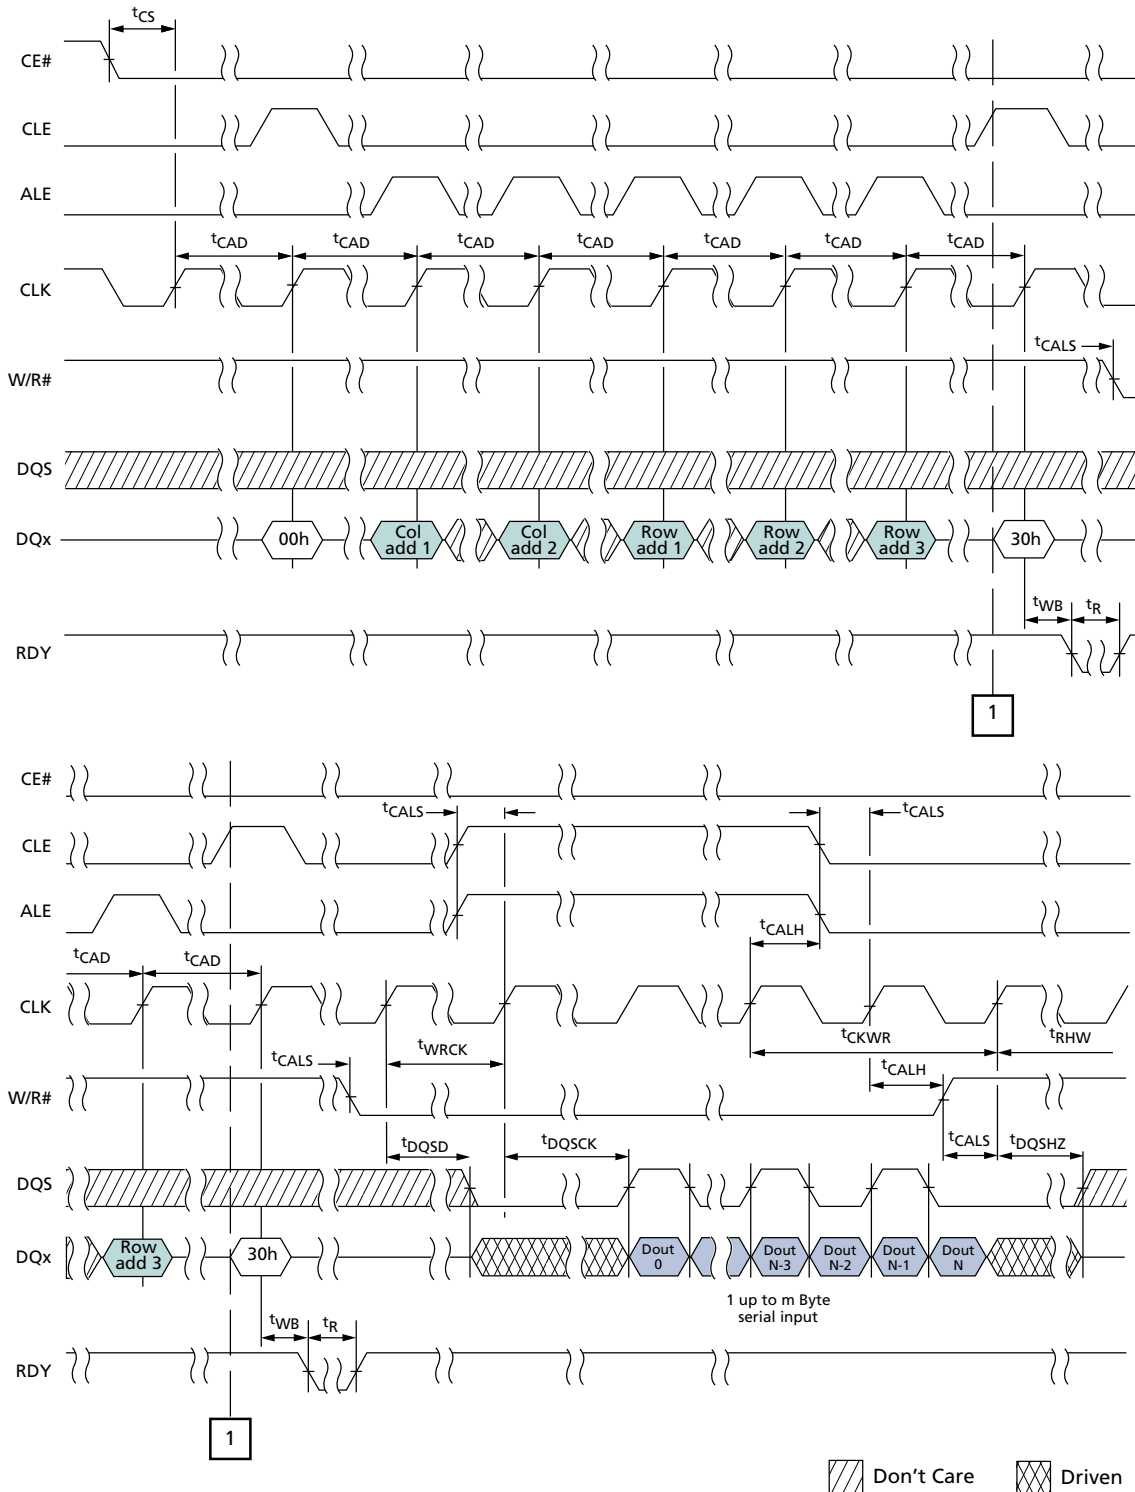 tCS
CE#
CLE
ALE
tCAD tCAD tCAD tCAD tCAD tCAD tCAD
CLK
tCALS
W/R#
DQS
DQx
00h
Col add 1
Col add 2
Row add 1
Row add 2
Row add 3
30h
tWB tR
RDY
1
CE#
tCALS tCALS
CLE
ALE
tCALH
tCAD tCAD
CLK
tWRCK tCKWR tRHW
tCALS tCALH
W/R#
tDQSD tDQSCK tCALS tDQSHZ
DQS
DQx
Row add 3
30h
Dout 0
Dout N-3
Dout N-2
Dout N-1
Dout N
1 up to m Byte
serial input
tWB tR
RDY
1
Don't Care Driven